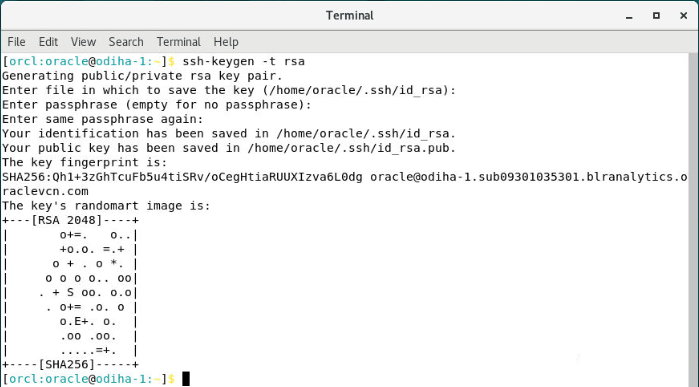 Terminal
File Edit View Search Terminal Help
[orcl:oracle@odiha-1:~]$ ssh-keygen -t rsa
Generating public/private rsa key pair.
Enter file in which to save the key (/home/oracle/.ssh/id_rsa):
Enter passphrase (empty for no passphrase):
Enter same passphrase again:
Your identification has been saved in /home/oracle/.ssh/id_rsa.
Your public key has been saved in /home/oracle/.ssh/id_rsa.pub.
The key fingerprint is:
SHA256:Qh1+3zGhTcuFb5u4tiSRv/oCegHtiaRUUXIzva6L0dg oracle@odiha-1.sub09301035301.blranalytics.o
raclevcn.com
The key's randomart image is:
+---[RSA 2048]----+
|       o+=.   o..|
|       +o.o. =.+ |
|      o + . o *. |
|     o o o o.. oo|
|    . + S oo. o.o|
|     . o+= .o. o |
|       o.E+. o.  |
|       .oo .oo.  |
|       .....=+.  |
+----[SHA256]-----+
[orcl:oracle@odiha-1:~]$